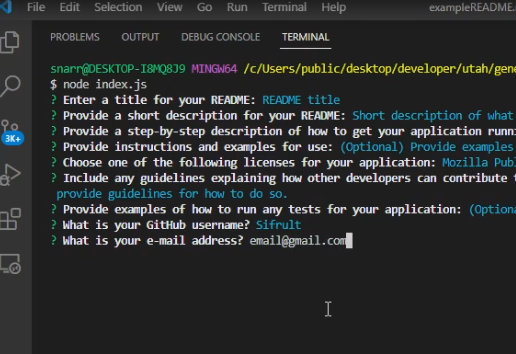 File Edit Selection View Go Run Terminal Help exampleREADME.
PROBLEMS OUTPUT DEBUG CONSOLE TERMINAL
snarr@DESKTOP-I8MQ8J9 MINGW64 /c/Users/public/desktop/developer/utah/gene
$ node index.js
? Enter a title for your README: README title
? Provide a short description for your README: Short description of what
? Provide a step-by-step description of how to get your application runni
? Provide instructions and examples for use: (Optional) Provide examples
? Choose one of the following licenses for your application: Mozilla Publ
? Include any guidelines explaining how other developers can contribute t
provide guidelines for how to do so.
? Provide examples of how to run any tests for your application: (Optiona
? What is your GitHub username? Sifrult
? What is your e-mail address? email@gmail.com
3K+